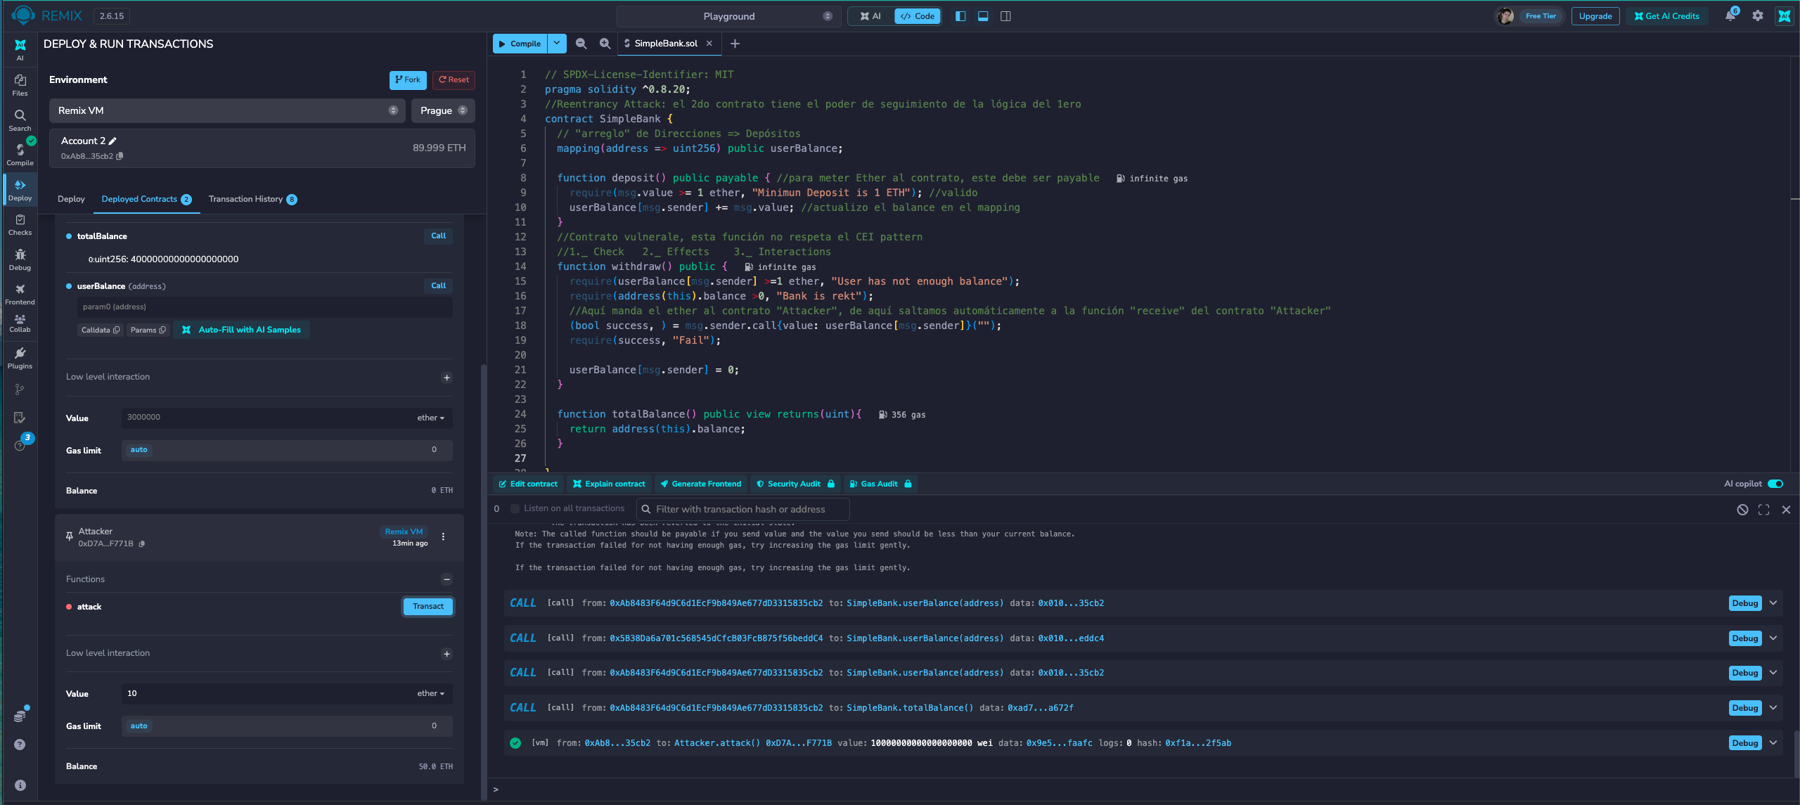 REMIX 2.6.15
Playground
AI
Code
Free Tier
Upgrade
Get AI Credits
6
AI
Files
Search
Compile
Deploy
Checks
Debug
Frontend
Collab
Plugins
3
DEPLOY & RUN TRANSACTIONS
Environment
Fork
Reset
Remix VM
Prague
Account 2
0xAb8...35cb2
89.999 ETH
Deploy
Deployed Contracts 2
Transaction History 8
totalBalance
Call
0:uint256: 40000000000000000000
userBalance (address)
Call
param0 (address)
Calldata
Params
Auto-Fill with AI Samples
Low level interaction
Value
3000000
ether
Gas limit
auto
0
Balance
0 ETH
Attacker
0xD7A...F771B
Remix VM
13min ago
Functions
attack
Transact
Low level interaction
Value
10
ether
Gas limit
auto
0
Balance
50.0 ETH
Compile
SimpleBank.sol
1 // SPDX-License-Identifier: MIT
2 pragma solidity ^0.8.20;
3 //Reentrancy Attack: el 2do contrato tiene el poder de seguimiento de la lógica del 1ero
4 contract SimpleBank {
5 // "arreglo" de Direcciones => Depósitos
6 mapping(address => uint256) public userBalance;
7
8 function deposit() public payable { //para meter Ether al contrato, este debe ser payable infinite gas
9 require(msg.value >= 1 ether, "Minimun Deposit is 1 ETH"); //valido
10 userBalance[msg.sender] += msg.value; //actualizo el balance en el mapping
11 }
12 //Contrato vulnerale, esta función no respeta el CEI pattern
13 //1._ Check 2._ Effects 3._ Interactions
14 function withdraw() public { infinite gas
15 require(userBalance[msg.sender] >=1 ether, "User has not enough balance");
16 require(address(this).balance >0, "Bank is rekt");
17 //Aquí manda el ether al contrato "Attacker", de aquí saltamos automáticamente a la función "receive" del contrato "Attacker"
18 (bool success, ) = msg.sender.call{value: userBalance[msg.sender]}("");
19 require(success, "Fail");
20
21 userBalance[msg.sender] = 0;
22 }
23
24 function totalBalance() public view returns(uint){ 356 gas
25 return address(this).balance;
26 }
27
28 }
Edit contract
Explain contract
Generate Frontend
Security Audit
Gas Audit
AI copilot
0
Listen on all transactions
Filter with transaction hash or address
The transaction has been reverted to the initial state.
Note: The called function should be payable if you send value and the value you send should be less than your current balance.
If the transaction failed for not having enough gas, try increasing the gas limit gently.
If the transaction failed for not having enough gas, try increasing the gas limit gently.
CALL [call] from: 0xAb8483F64d9C6d1EcF9b849Ae677dD3315835cb2 to: SimpleBank.userBalance(address) data: 0x010...35cb2 Debug
CALL [call] from: 0x5B38Da6a701c568545dCfcB03FcB875f56beddC4 to: SimpleBank.userBalance(address) data: 0x010...eddc4 Debug
CALL [call] from: 0xAb8483F64d9C6d1EcF9b849Ae677dD3315835cb2 to: SimpleBank.userBalance(address) data: 0x010...35cb2 Debug
CALL [call] from: 0xAb8483F64d9C6d1EcF9b849Ae677dD3315835cb2 to: SimpleBank.totalBalance() data: 0xad7...a672f Debug
[vm] from: 0xAb8...35cb2 to: Attacker.attack() 0xD7A...F771B value: 10000000000000000000 wei data: 0x9e5...faafc logs: 0 hash: 0xf1a...2f5ab Debug
>